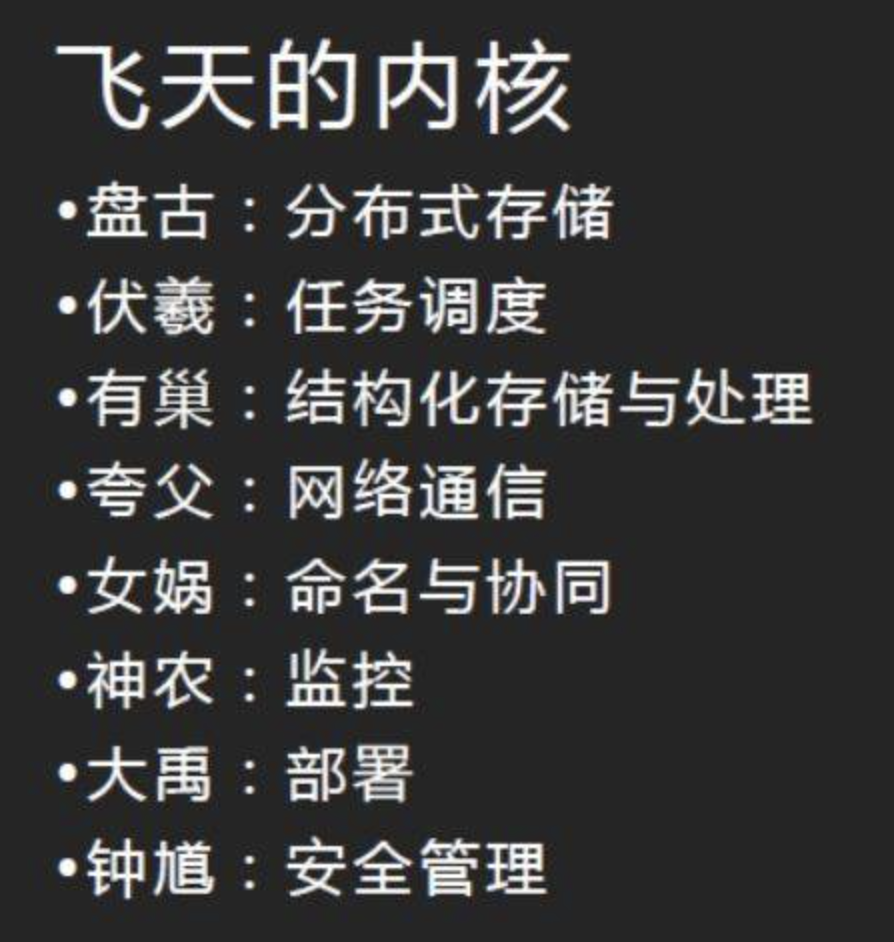 飞天的内核
•盘古：分布式存储
•伏羲：任务调度
•有巢：结构化存储与处理
•夸父：网络通信
•女娲：命名与协同
•神农：监控
•大禹：部署
•钟馗：安全管理